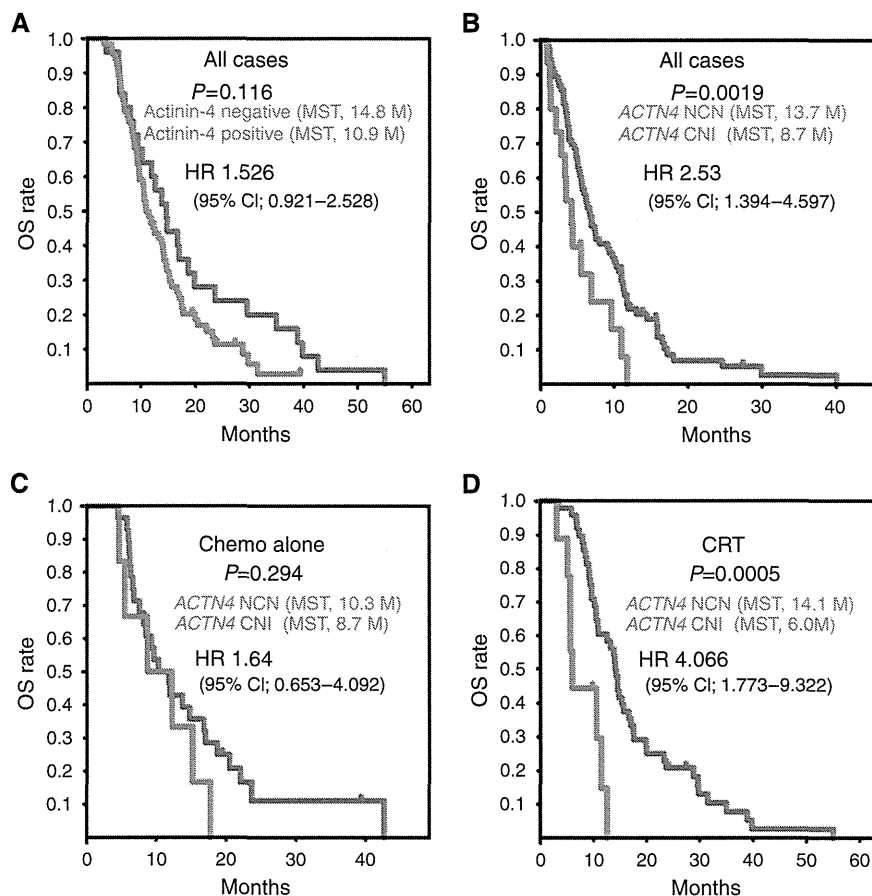 A
All cases
P=0.116
Actinin-4 negative (MST, 14.8 M)
Actinin-4 positive (MST, 10.9 M)
HR 1.526
(95% CI; 0.921–2.528)
OS rate
1.0
0.9
0.8
0.7
0.6
0.5
0.4
0.3
0.2
0.1
0 10 20 30 40 50 60
Months
B
All cases
P=0.0019
ACTN4 NCN (MST, 13.7 M)
ACTN4 CNI (MST, 8.7 M)
HR 2.53
(95% CI; 1.394–4.597)
OS rate
1.0
0.9
0.8
0.7
0.6
0.5
0.4
0.3
0.2
0.1
0 10 20 30 40
Months
C
Chemo alone
P=0.294
ACTN4 NCN (MST, 10.3 M)
ACTN4 CNI (MST, 8.7 M)
HR 1.64
(95% CI; 0.653–4.092)
OS rate
1.0
0.9
0.8
0.7
0.6
0.5
0.4
0.3
0.2
0.1
0 10 20 30 40
Months
D
CRT
P=0.0005
ACTN4 NCN (MST, 14.1 M)
ACTN4 CNI (MST, 6.0M)
HR 4.066
(95% CI; 1.773–9.322)
OS rate
1.0
0.9
0.8
0.7
0.6
0.5
0.4
0.3
0.2
0.1
0 10 20 30 40 50 60
Months